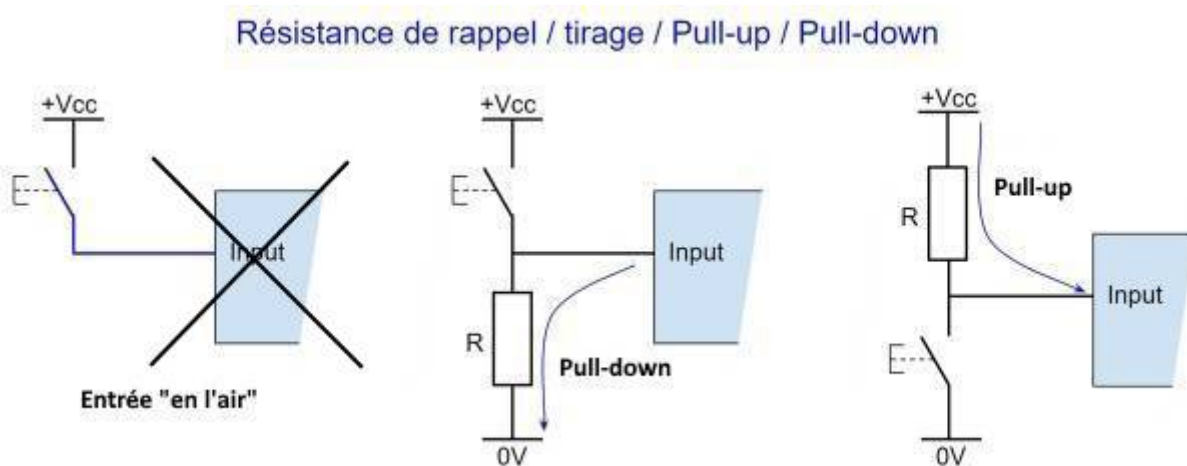 Résistance de rappel / tirage / Pull-up / Pull-down
+Vcc
Input
Entrée "en l'air"
+Vcc
Input
R
Pull-down
0V
+Vcc
Pull-up
R
Input
0V